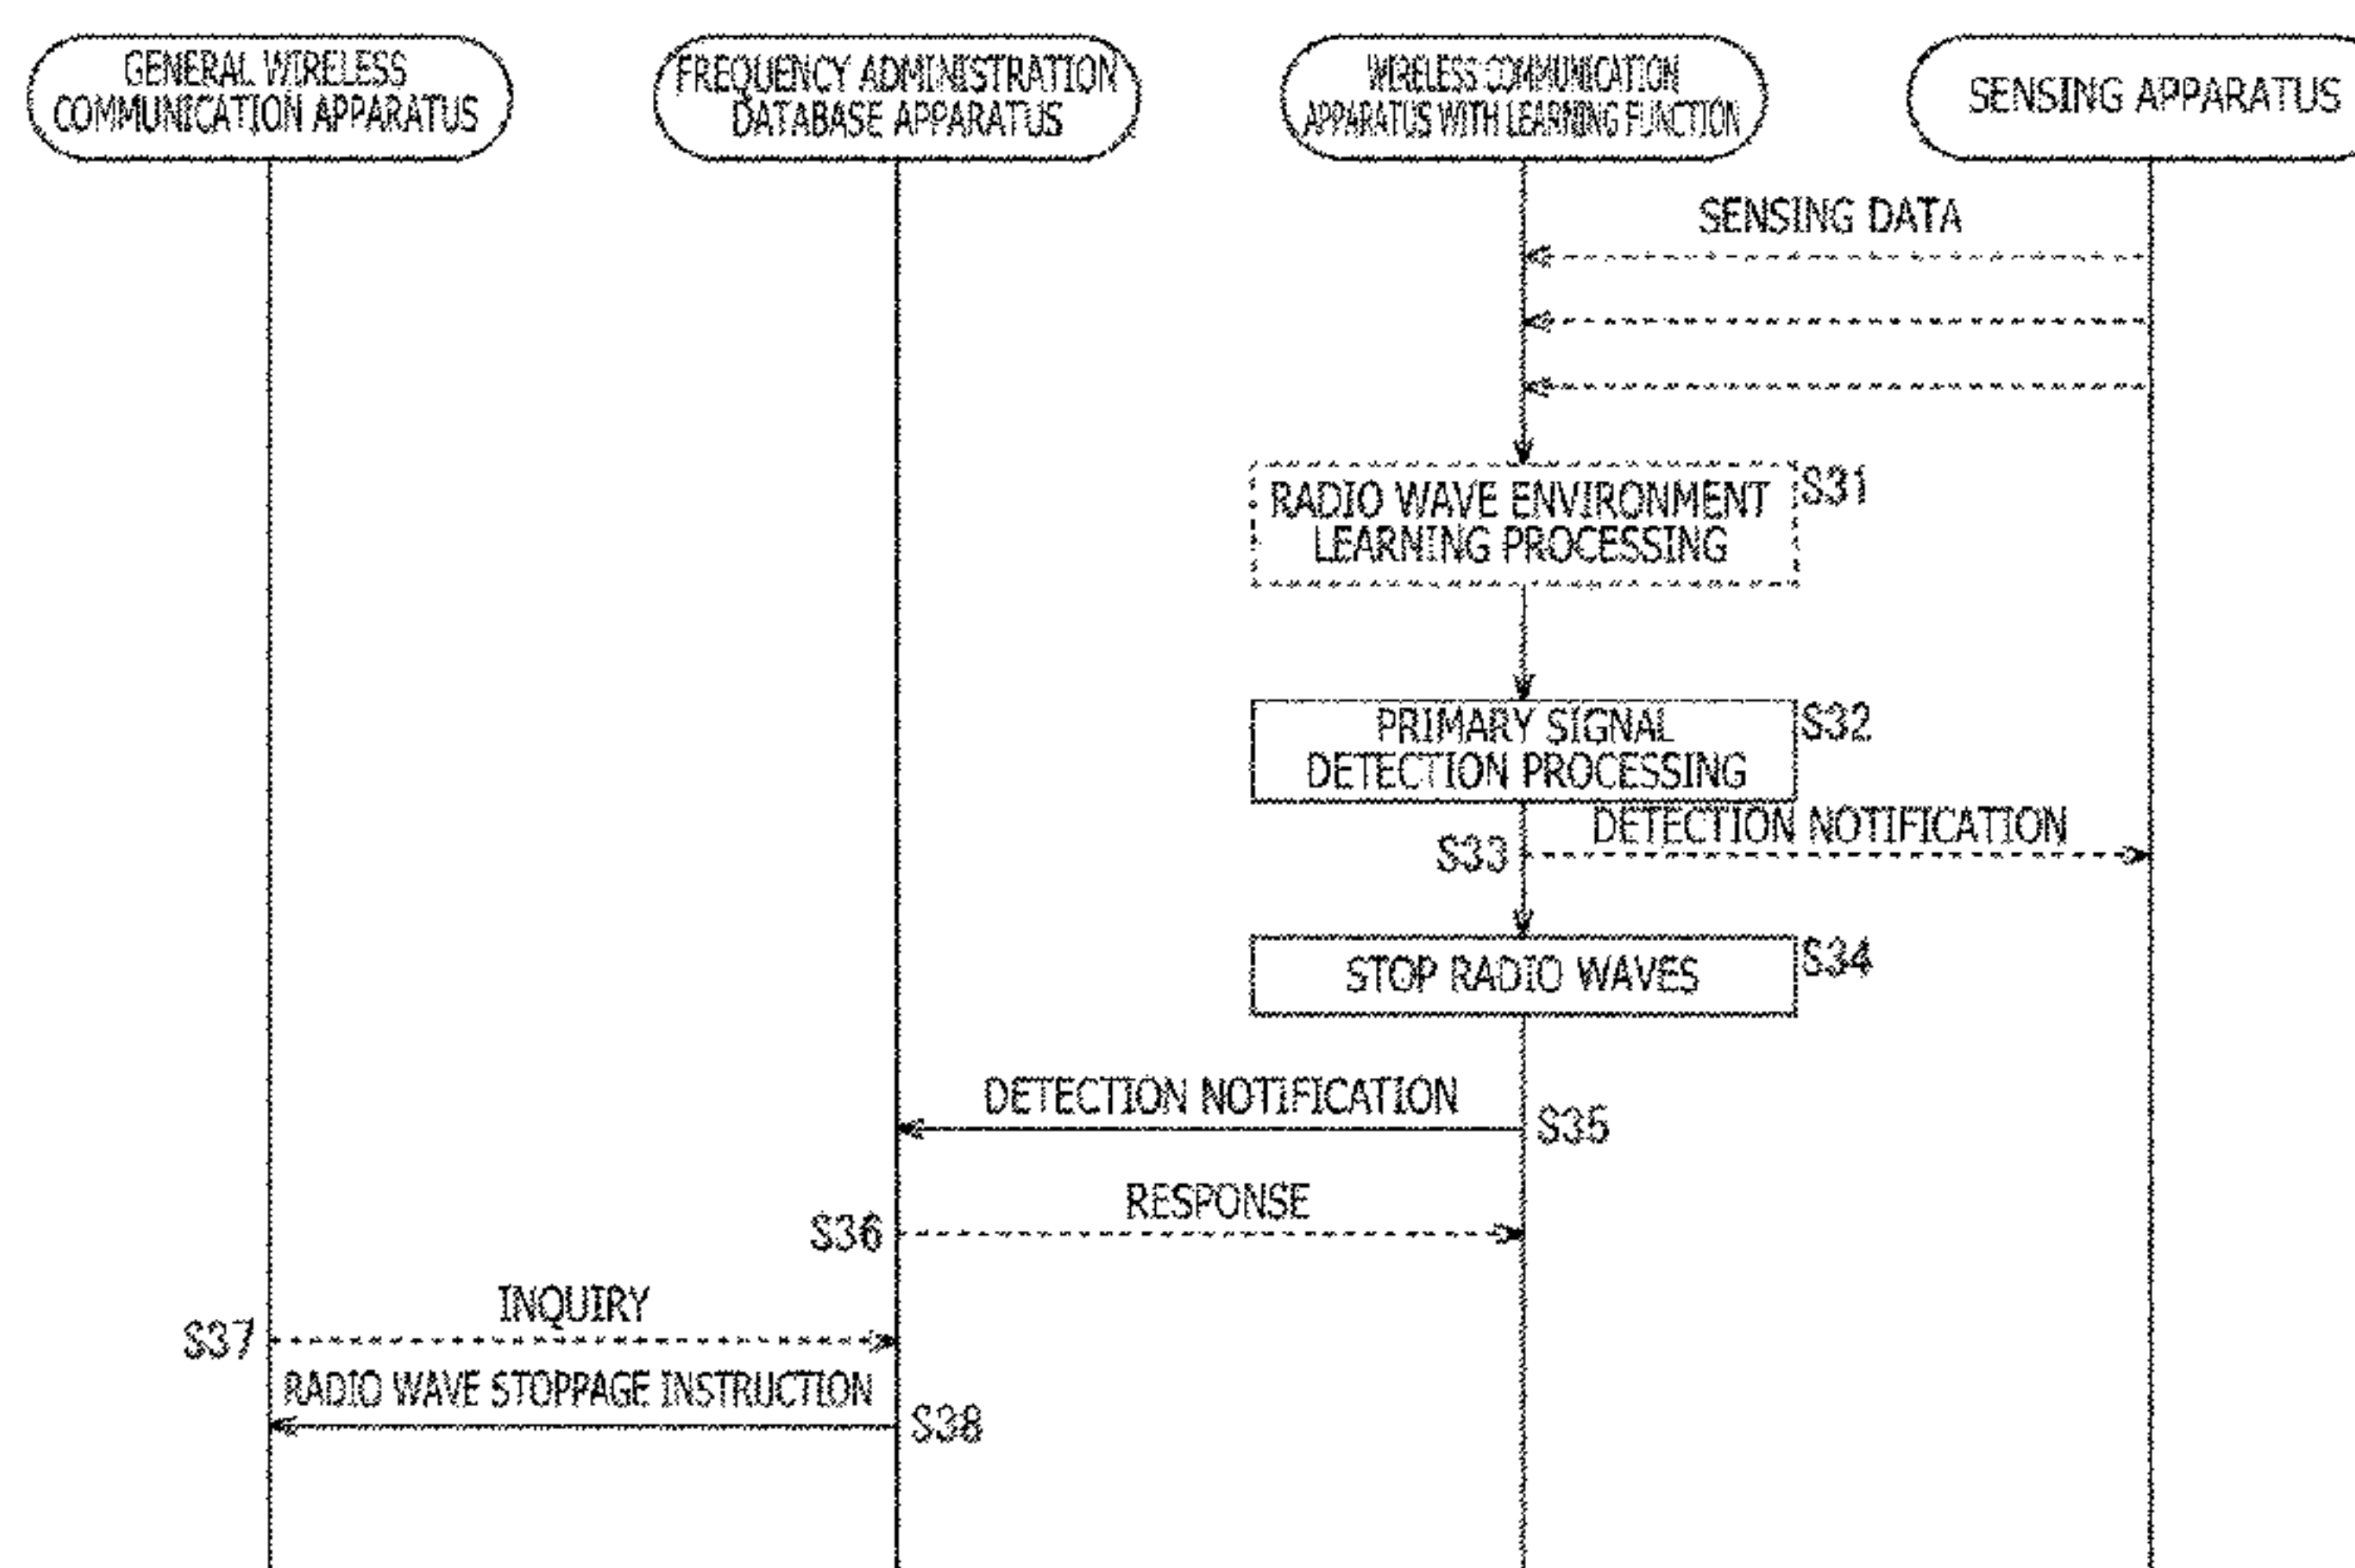 GENERAL WIRELESS
COMMUNICATION APPARATUS
FREQUENCY ADMINISTRATION
DATABASE APPARATUS
WIRELESS COMMUNICATION
APPARATUS WITH LEARNING FUNCTION
SENSING APPARATUS
SENSING DATA
RADIO WAVE ENVIRONMENT
LEARNING PROCESSING
S31
PRIMARY SIGNAL
DETECTION PROCESSING
S32
DETECTION NOTIFICATION
S33
STOP RADIO WAVES
S34
DETECTION NOTIFICATION
S35
RESPONSE
S36
INQUIRY
S37
RADIO WAVE STOPPAGE INSTRUCTION
S38